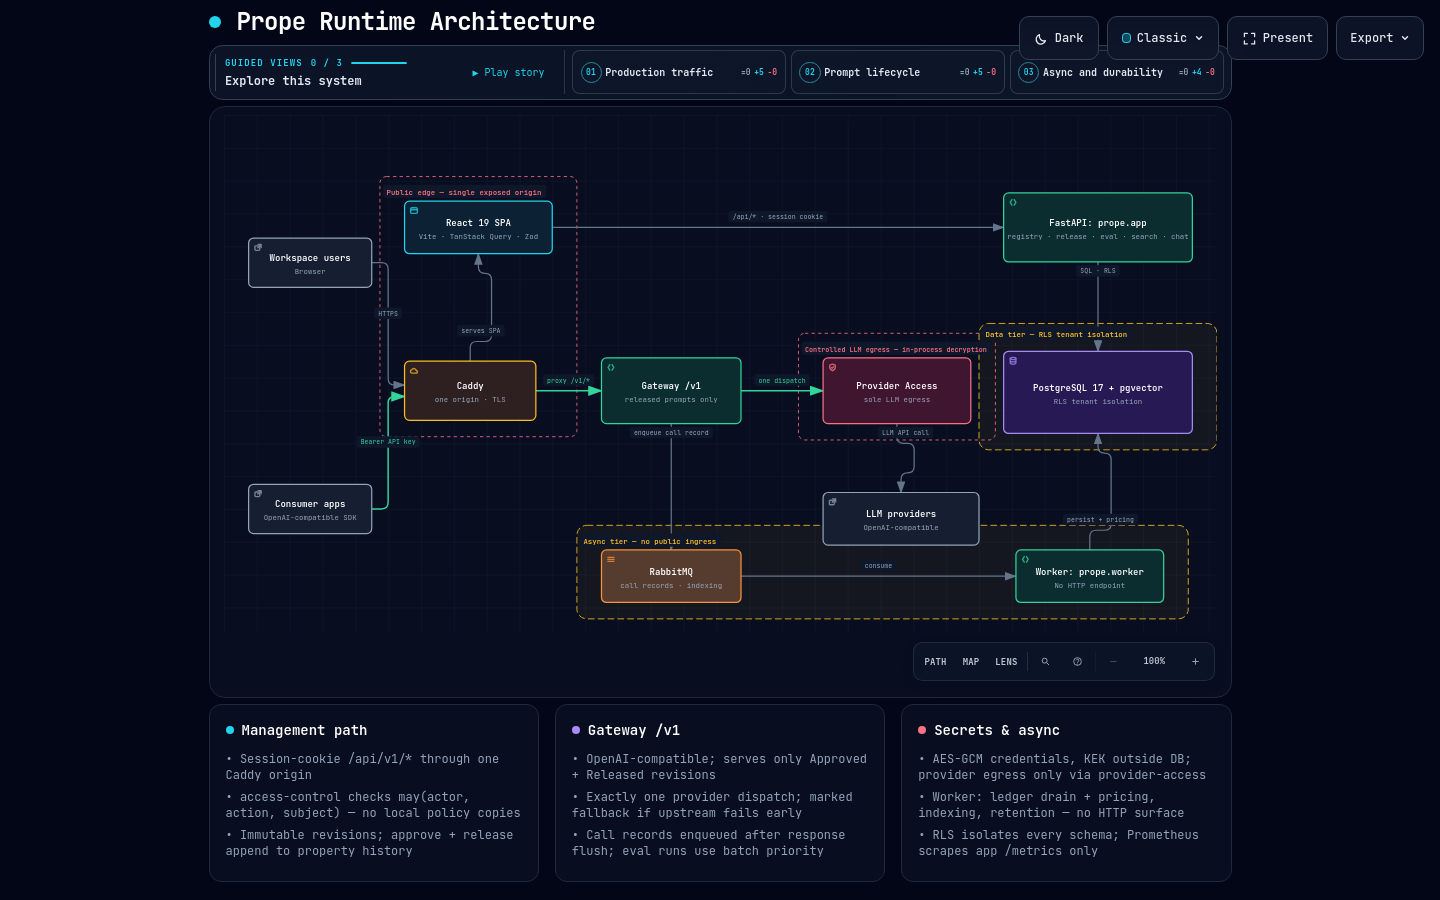 Prope Runtime Architecture
Dark
Classic
Present
Export
GUIDED VIEWS 0 / 3
Explore this system
▶ Play story
01 Production traffic =0 +5 -0
02 Prompt lifecycle =0 +5 -0
03 Async and durability =0 +4 -0
Public edge — single exposed origin
React 19 SPA
Vite · TanStack Query · Zod
/api/* · session cookie
FastAPI: prope.app
registry · release · eval · search · chat
Workspace users
Browser
SQL · RLS
HTTPS
serves SPA
Data tier — RLS tenant isolation
Controlled LLM egress — in-process decryption
Caddy
one origin · TLS
proxy /v1/*
Gateway /v1
released prompts only
one dispatch
Provider Access
sole LLM egress
PostgreSQL 17 + pgvector
RLS tenant isolation
Bearer API key
enqueue call record
LLM API call
Consumer apps
OpenAI-compatible SDK
LLM providers
OpenAI-compatible
persist + pricing
Async tier — no public ingress
RabbitMQ
call records · indexing
consume
Worker: prope.worker
No HTTP endpoint
PATH MAP LENS − 100% +
Management path
• Session-cookie /api/v1/* through one
Caddy origin
• access-control checks may(actor,
action, subject) — no local policy copies
• Immutable revisions; approve + release
append to property history
Gateway /v1
• OpenAI-compatible; serves only Approved
+ Released revisions
• Exactly one provider dispatch; marked
fallback if upstream fails early
• Call records enqueued after response
flush; eval runs use batch priority
Secrets & async
• AES-GCM credentials, KEK outside DB;
provider egress only via provider-access
• Worker: ledger drain + pricing,
indexing, retention — no HTTP surface
• RLS isolates every schema; Prometheus
scrapes app /metrics only